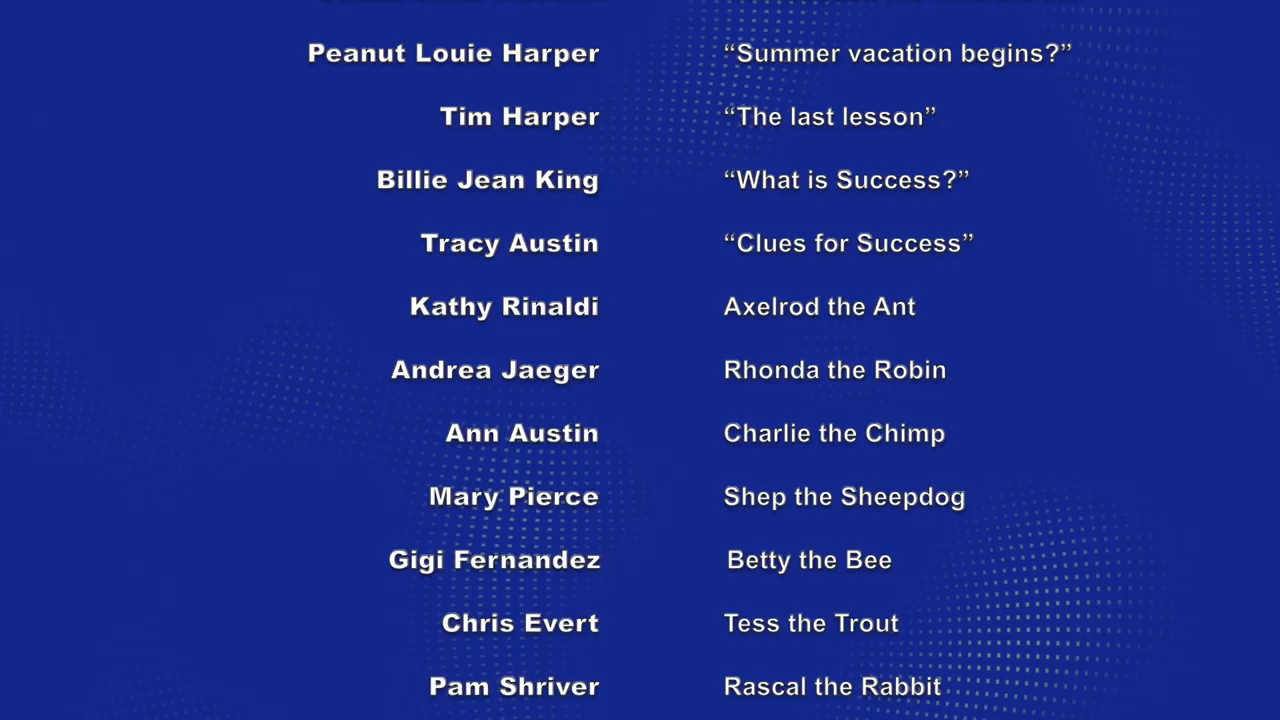 Peanut Louie Harper “Summer vacation begins?”
Tim Harper “The last lesson”
Billie Jean King “What is Success?”
Tracy Austin “Clues for Success”
Kathy Rinaldi Axelrod the Ant
Andrea Jaeger Rhonda the Robin
Ann Austin Charlie the Chimp
Mary Pierce Shep the Sheepdog
Gigi Fernandez Betty the Bee
Chris Evert Tess the Trout
Pam Shriver Rascal the Rabbit